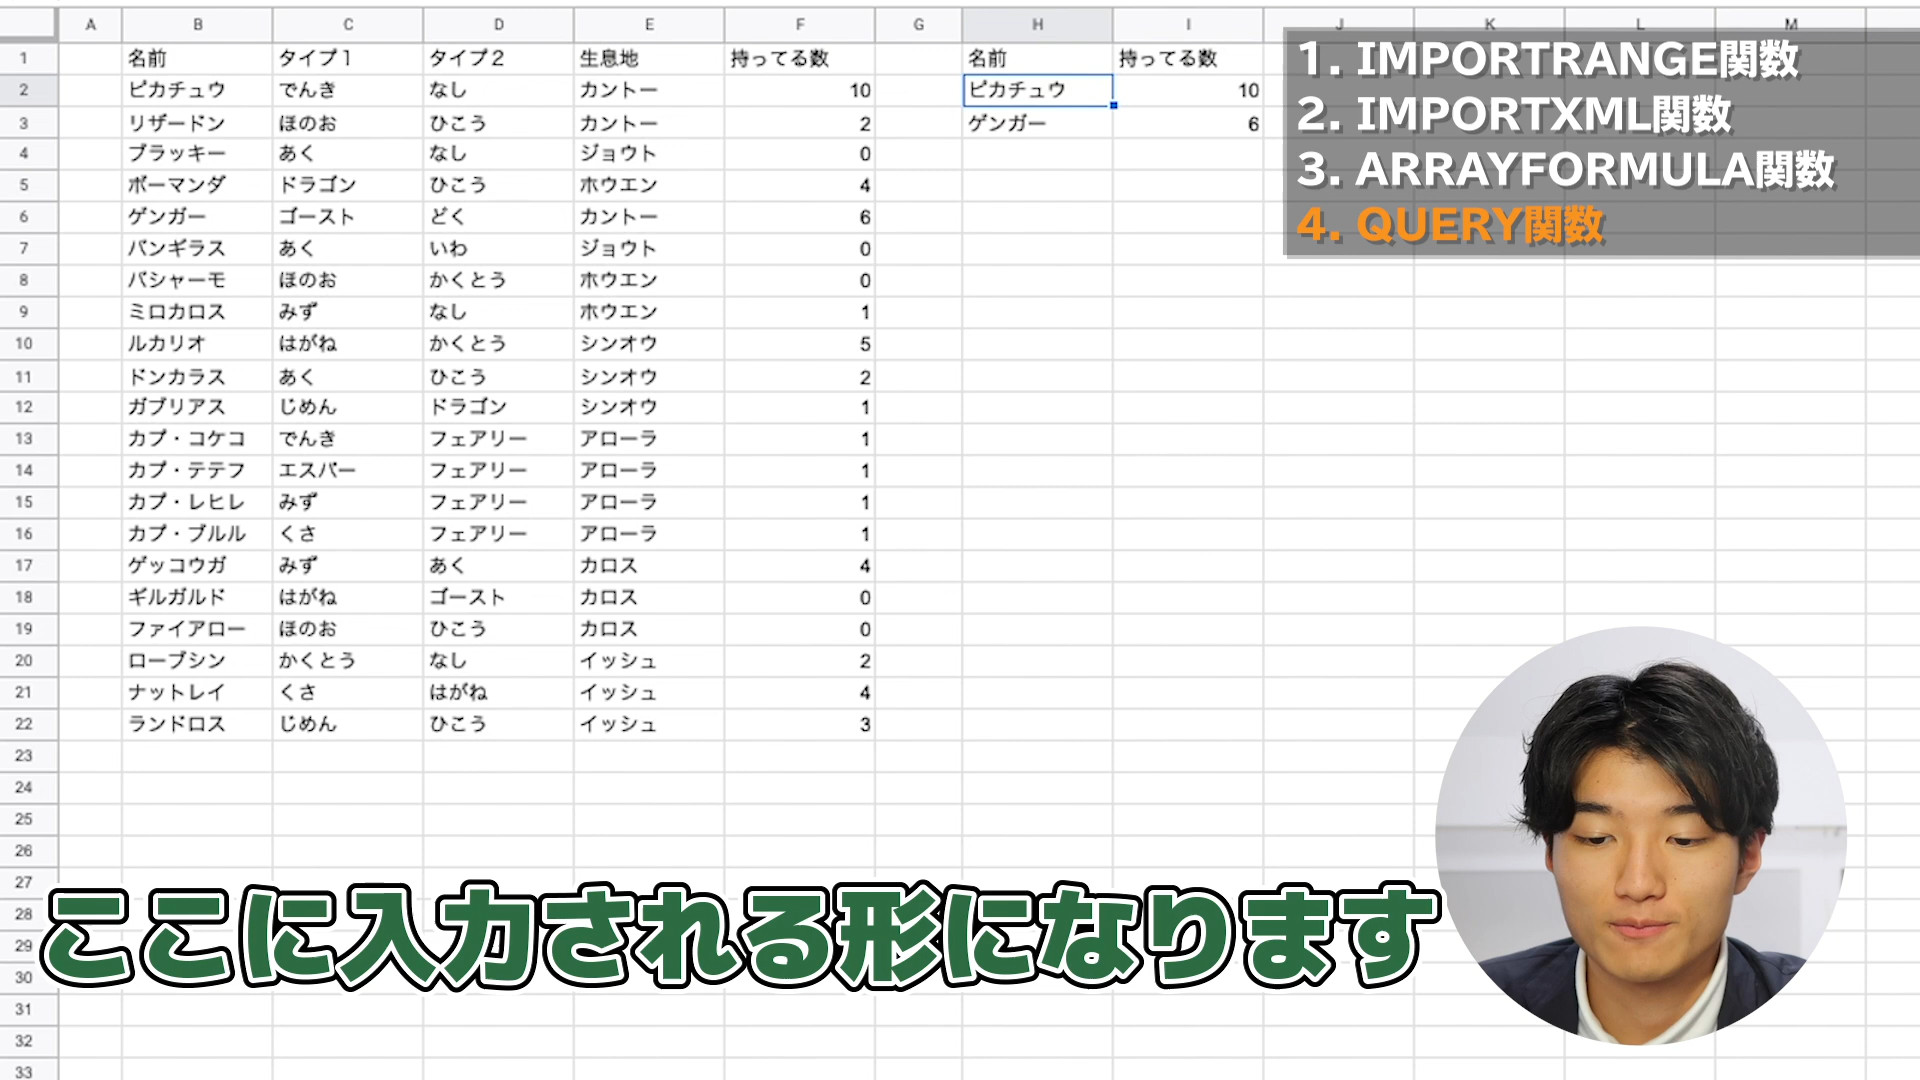 A B C D E F G H I J K L M
1 名前 タイプ1 タイプ2 生息地 持ってる数 名前 持ってる数
2 ピカチュウ でんき なし カントー 10 ピカチュウ 10
3 リザードン ほのお ひこう カントー 2 ゲンガー 6
4 ブラッキー あく なし ジョウト 0
5 ボーマンダ ドラゴン ひこう ホウエン 4
6 ゲンガー ゴースト どく カントー 6
7 バンギラス あく いわ ジョウト 0
8 バシャーモ ほのお かくとう ホウエン 0
9 ミロカロス みず なし ホウエン 1
10 ルカリオ はがね かくとう シンオウ 5
11 ドンカラス あく ひこう シンオウ 2
12 ガブリアス じめん ドラゴン シンオウ 1
13 カプ・コケコ でんき フェアリー アローラ 1
14 カプ・テテフ エスパー フェアリー アローラ 1
15 カプ・レヒレ みず フェアリー アローラ 1
16 カプ・ブルル くさ フェアリー アローラ 1
17 ゲッコウガ みず あく カロス 4
18 ギルガルド はがね ゴースト カロス 0
19 ファイアロー ほのお ひこう カロス 0
20 ローブシン かくとう なし イッシュ 2
21 ナットレイ くさ はがね イッシュ 4
22 ランドロス じめん ひこう イッシュ 3
23
24
25
26
27
28
29
30
31
32
33
1. IMPORTRANGE関数
2. IMPORTXML関数
3. ARRAYFORMULA関数
4. QUERY関数
ここに入力される形になります